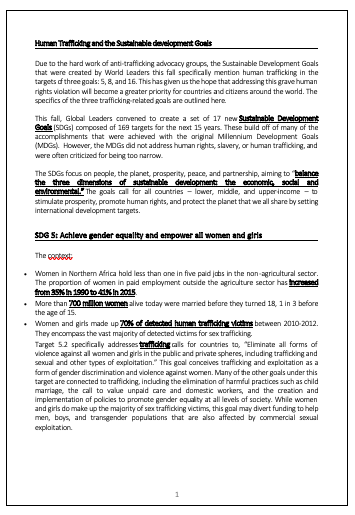 Human Trafficking and the Sustainable development Goals
Due to the hard work of anti-trafficking advocacy groups, the Sustainable Development Goals
that were created by World Leaders this fall specifically mention human trafficking in the
targets of three goals: 5, 8, and 16. This has given us the hope that addressing this grave human
rights violation will become a greater priority for countries and citizens around the world. The
specifics of the three trafficking-related goals are outlined here.
This fall, Global Leaders convened to create a set of 17 new Sustainable Development
Goals (SDGs) composed of 169 targets for the next 15 years. These build off of many of the
accomplishments that were achieved with the original Millennium Development Goals
(MDGs). However, the MDGs did not address human rights, slavery, or human trafficking, and
were often criticized for being too narrow.
The SDGs focus on people, the planet, prosperity, peace, and partnership, aiming to "balance
the three dimensions of sustainable development: the economic, social and
environmental." The goals call for all countries – lower, middle, and upper-income – to
stimulate prosperity, promote human rights, and protect the planet that we all share by setting
international development targets.
SDG 5: Achieve gender equality and empower all women and girls
The context:
• Women in Northern Africa hold less than one in five paid jobs in the non-agricultural sector.
The proportion of women in paid employment outside the agriculture sector has increased
from 35% in 1990 to 41% in 2015.
• More than 700 million women alive today were married before they turned 18, 1 in 3 before
the age of 15.
• Women and girls made up 70% of detected human trafficking victims between 2010-2012.
They encompass the vast majority of detected victims for sex trafficking.
Target 5.2 specifically addresses trafficking calls for countries to, "Eliminate all forms of
violence against all women and girls in the public and private spheres, including trafficking and
sexual and other types of exploitation." This goal conceives trafficking and exploitation as a
form of gender discrimination and violence against women. Many of the other goals under this
target are connected to trafficking, including the elimination of harmful practices such as child
marriage, the call to value unpaid care and domestic workers, and the creation and
implementation of policies to promote gender equality at all levels of society. While women
and girls do make up the majority of sex trafficking victims, this goal may divert funding to help
men, boys, and transgender populations that are also affected by commercial sexual
exploitation.
1